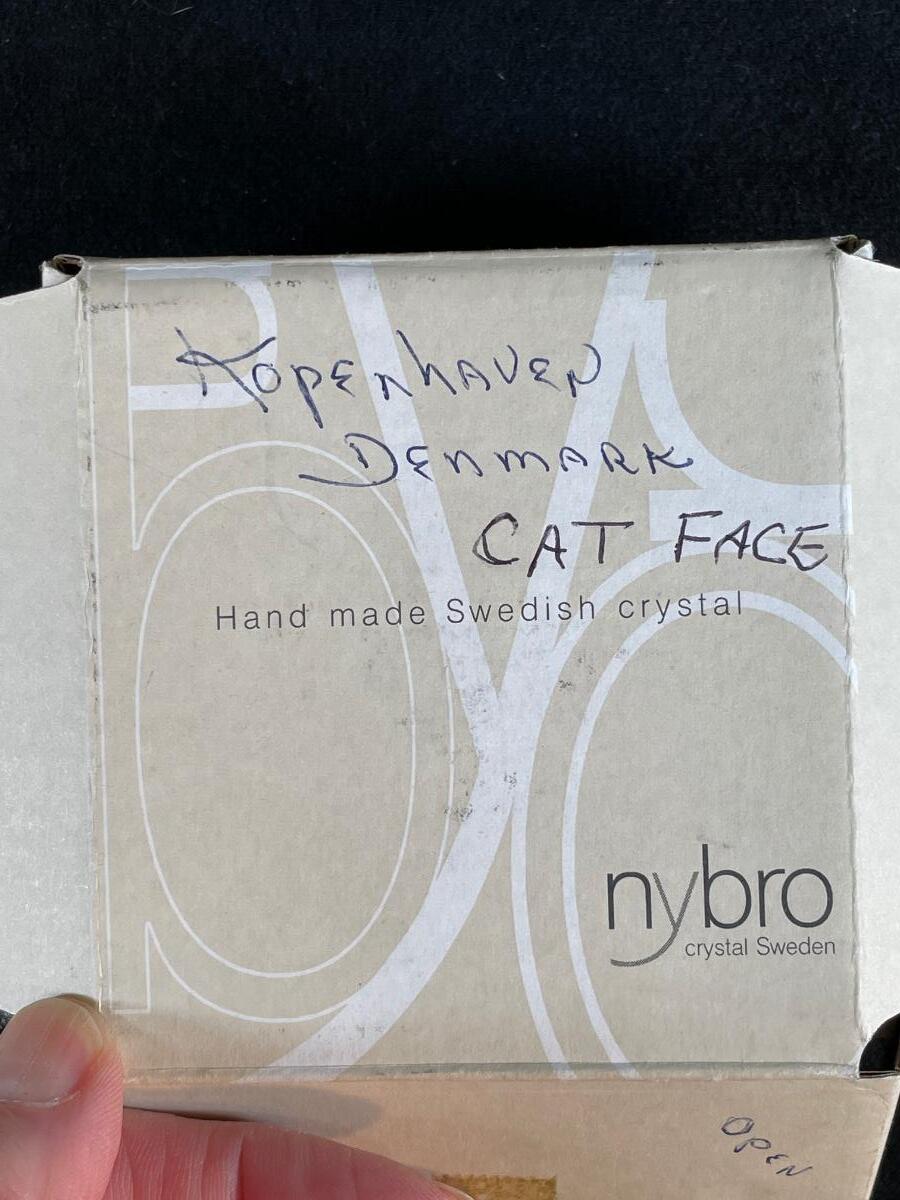 KOPENHAVEN
DENMARK
CAT FACE
Hand made Swedish crystal
nybro
crystal Sweden
OPEN